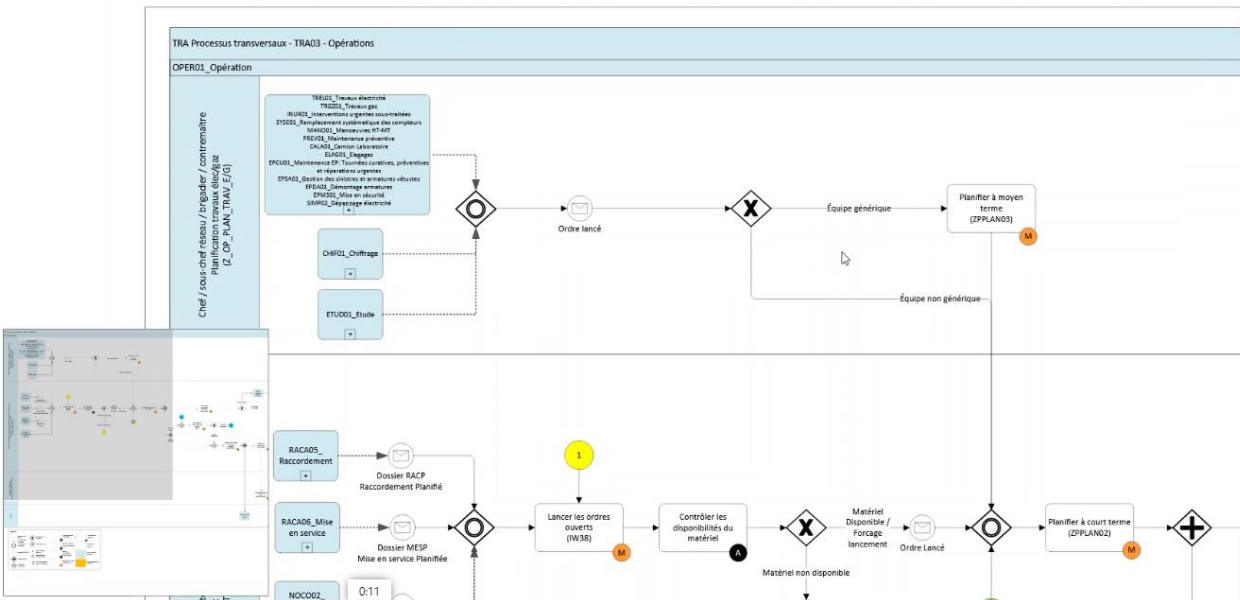 TRA Processus transversaux - TRA03 - Opérations
OPER01_Opération
Chef / sous-chef réseau / brigadier / contremaître
Planification travaux élec/gaz
(Z_OP_PLAN_TRAV_E/G)
TREL01_Travaux électricité
TRGZ01_Travaux gaz
INUR01_Interventions urgentes sous-traitées
SYSC01_Remplacement systématique des compteurs
MANO01_Manoeuvres HT-MT
PREV01_Maintenance préventive
CALA01_Camion Laboratoire
ELAG01_Elagages
EPCU01_Maintenance EP: Tournées curatives, préventives
et réparations urgentes
EPSA01_Gestion des sinistres et armatures vétustes
EPDA01_Démontage armatures
EPMS01_Mise en sécurité
SIMP02_Dépannage électricité
CHIF01_Chiffrage
ETUD01_Etude
Ordre lancé
X
Équipe générique
Planifier à moyen
terme
(ZPPLAN03)
M
Équipe non générique
RACA05_
Raccordement
Dossier RACP
Raccordement Planifié
1
RACA06_Mise
en service
Dossier MESP
Mise en service Planifiée
Lancer les ordres
ouverts
(IW38)
M
Contrôler les
disponibilités du
matériel
A
X
Matériel
Disponible /
Forcage
lancement
Ordre Lancé
Planifier à court terme
(ZPPLAN02)
M
Matériel non disponible
NOCO02_
0:11